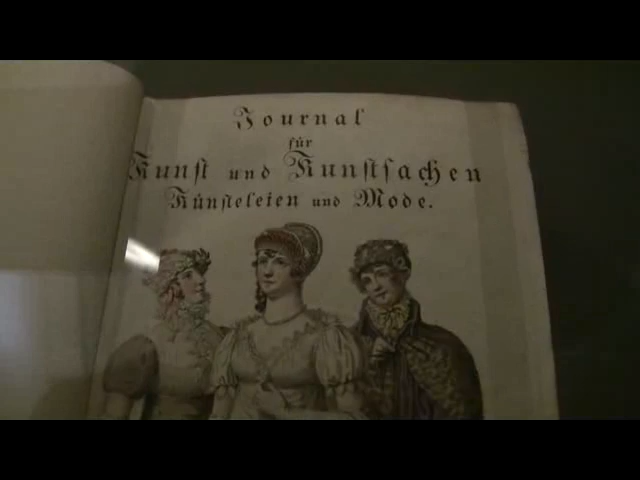 Journal
für
Kunst und Kunstsachen
Künsteleien und Mode.